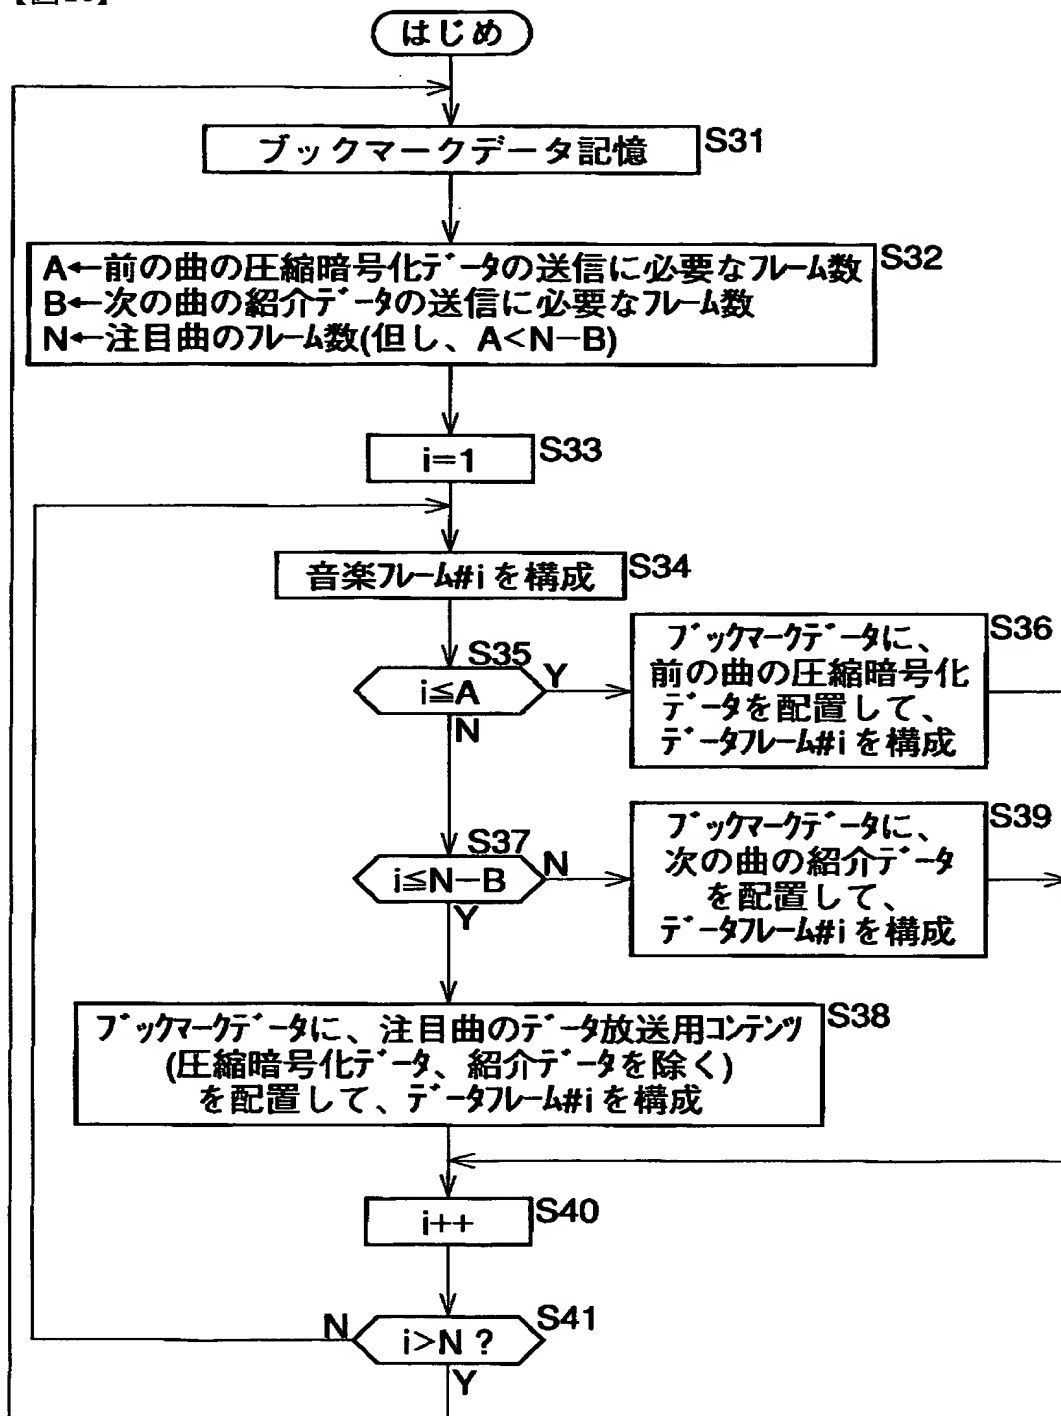 はじめ
ブックマークデータ記憶 S31
A←前の曲の圧縮暗号化データの送信に必要なフレーム数 S32
B←次の曲の紹介データの送信に必要なフレーム数
N←注目曲のフレーム数(但し、A<N−B)
i=1 S33
音楽フレーム#iを構成 S34
S35
i≦A
Y
N
ブックマークデータに、 S36
前の曲の圧縮暗号化
データを配置して、
データフレーム#iを構成
S37
i≦N−B
N
Y
ブックマークデータに、 S39
次の曲の紹介データ
を配置して、
データフレーム#iを構成
ブックマークデータに、注目曲のデータ放送用コンテンツ S38
(圧縮暗号化データ、紹介データを除く)
を配置して、データフレーム#iを構成
i++ S40
S41
N
i>N ?
Y